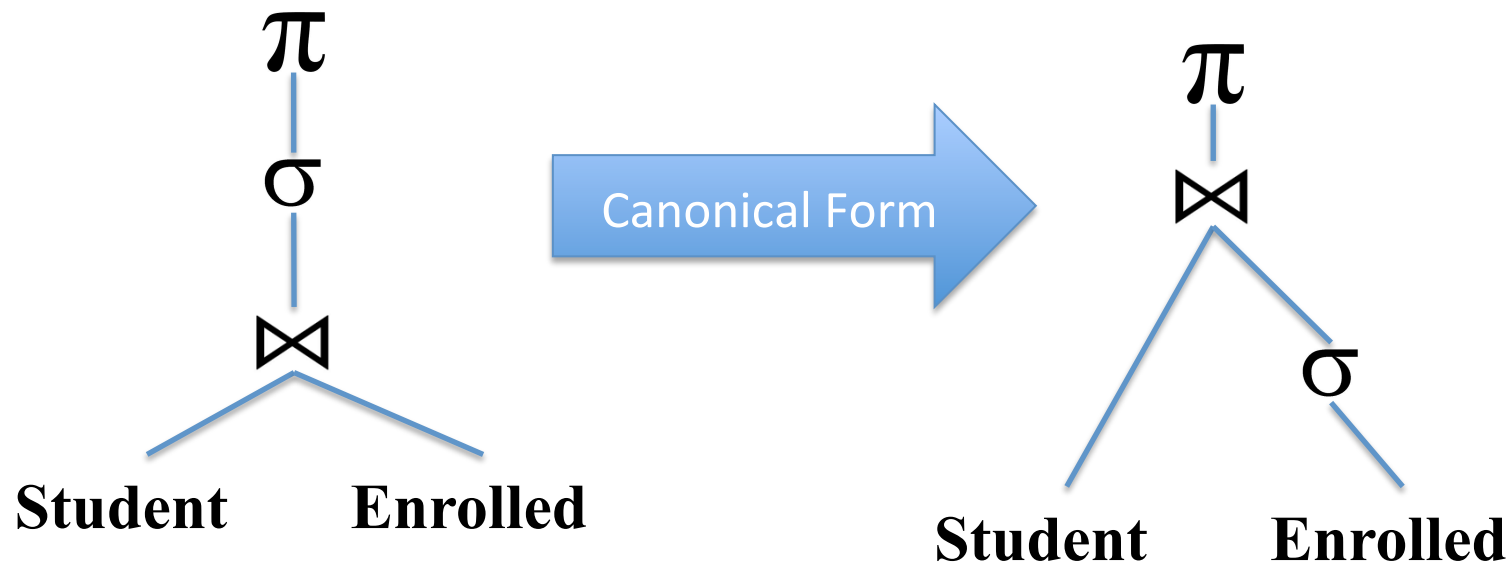 π
σ
⋈
Student Enrolled
Canonical Form
π
⋈
σ
Student Enrolled